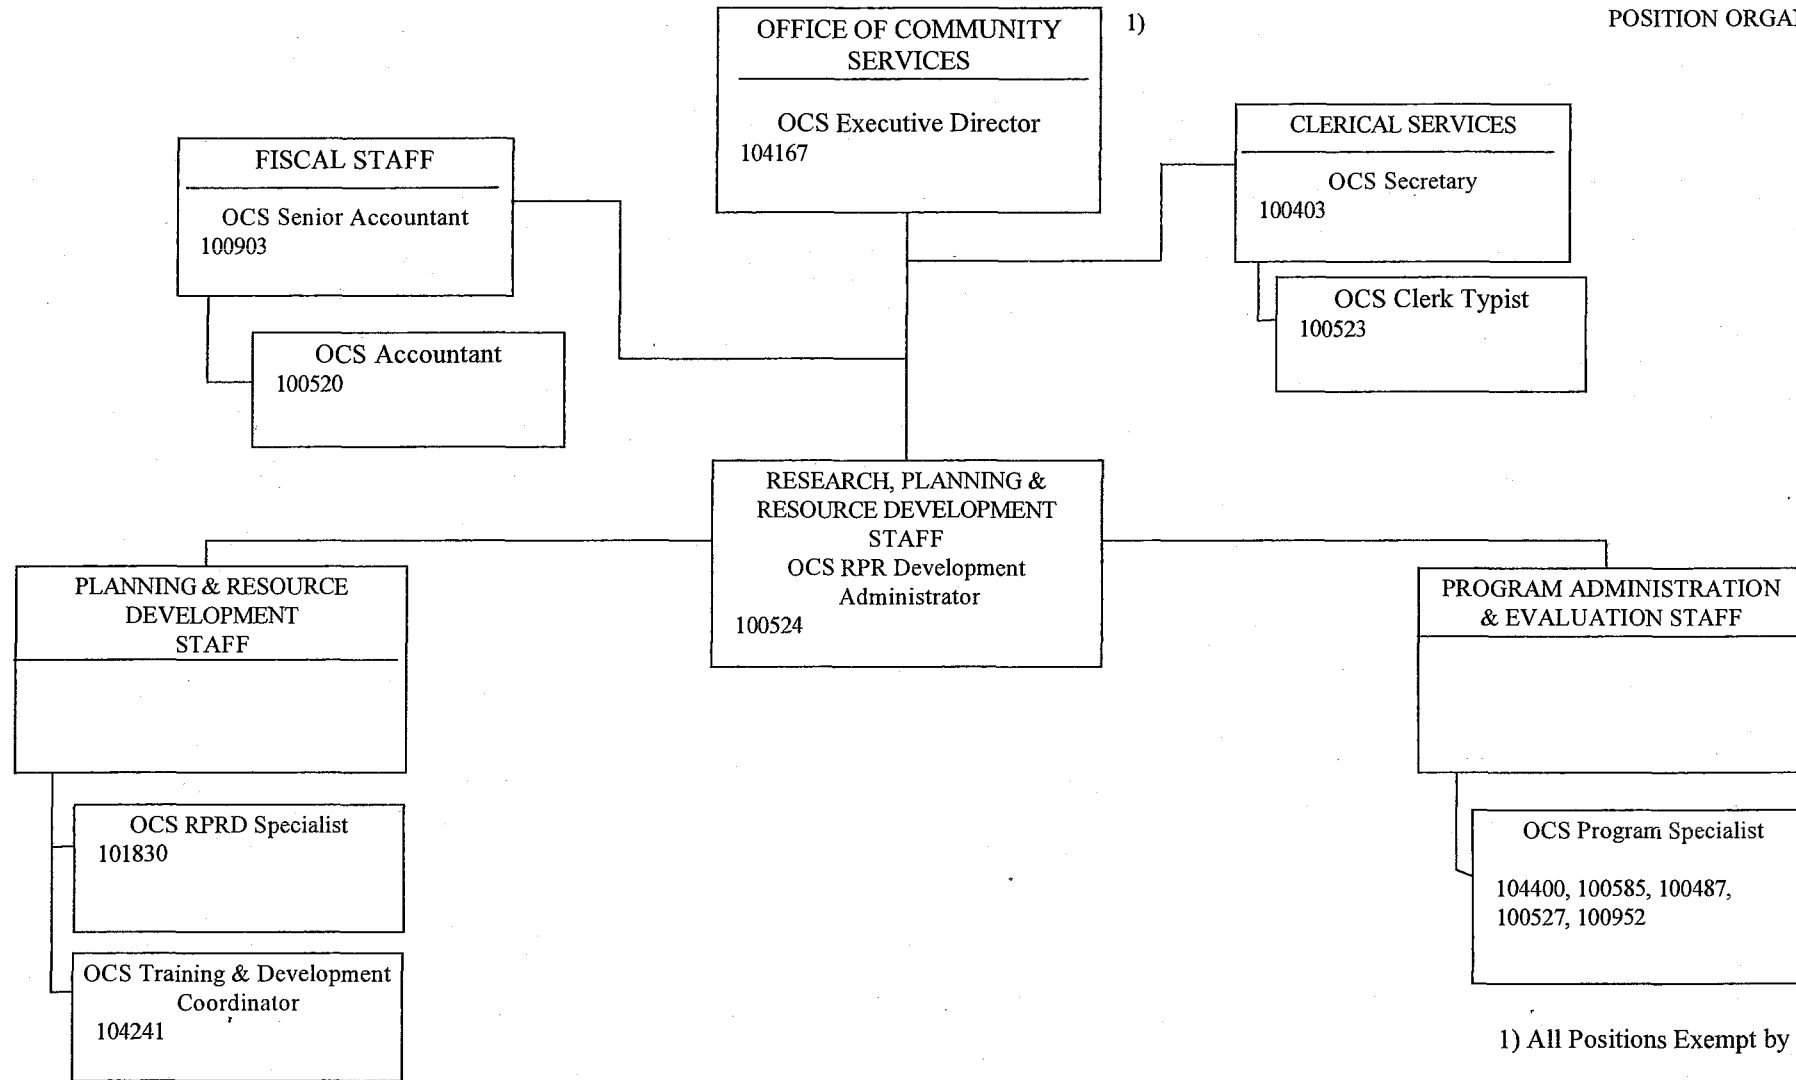 POSITION ORGA
OFFICE OF COMMUNITY
SERVICES
1)
OCS Executive Director
104167
FISCAL STAFF
OCS Senior Accountant
100903
OCS Accountant
100520
CLERICAL SERVICES
OCS Secretary
100403
OCS Clerk Typist
100523
RESEARCH, PLANNING &
RESOURCE DEVELOPMENT
STAFF
OCS RPR Development
Administrator
100524
PLANNING & RESOURCE
DEVELOPMENT
STAFF
OCS RPRD Specialist
101830
OCS Training & Development
Coordinator
104241
PROGRAM ADMINISTRATION
& EVALUATION STAFF
OCS Program Specialist
104400, 100585, 100487,
100527, 100952
1) All Positions Exempt by